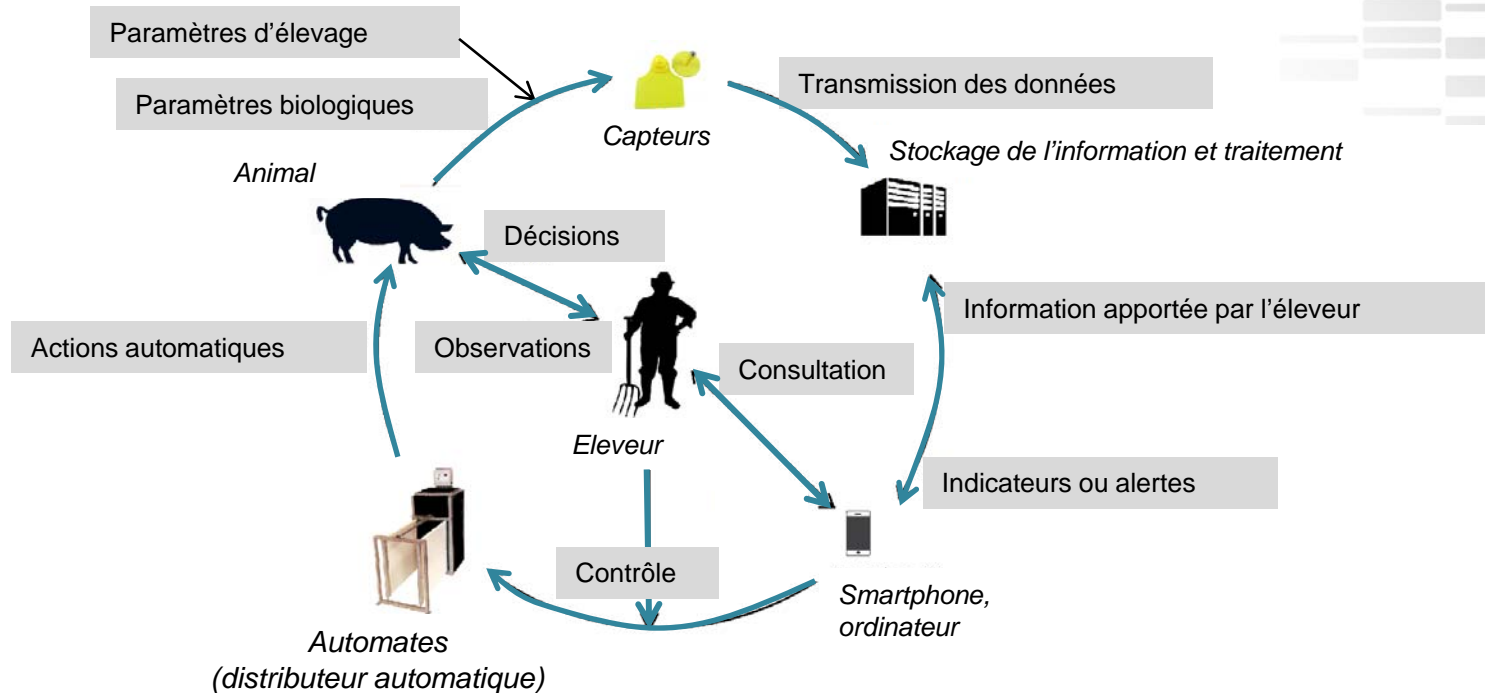 Paramètres d’élevage
Paramètres biologiques
Transmission des données
Capteurs
Stockage de l’information et traitement
Animal
Décisions
Information apportée par l’éleveur
Actions automatiques
Observations
Consultation
Eleveur
Indicateurs ou alertes
Contrôle
Smartphone,
ordinateur
Automates
(distributeur automatique)